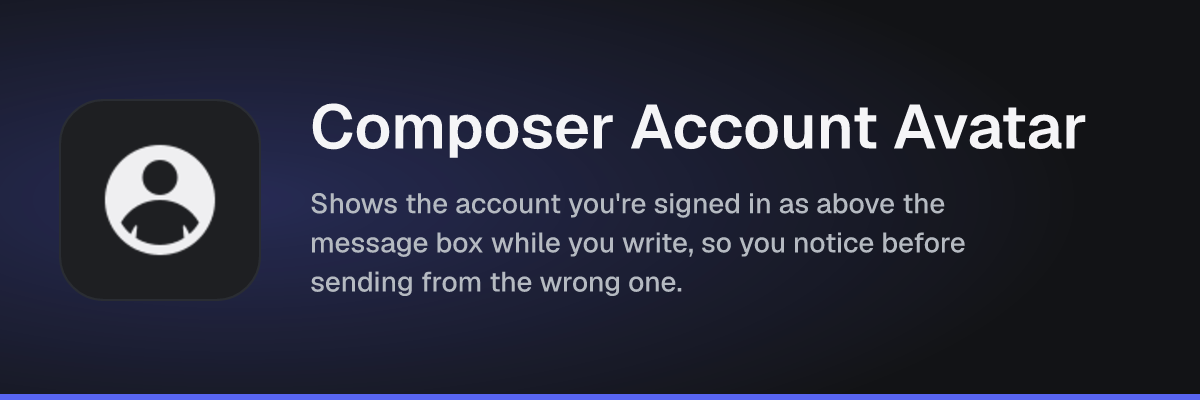 Composer Account Avatar
Shows the account you're signed in as above the
message box while you write, so you notice before
sending from the wrong one.